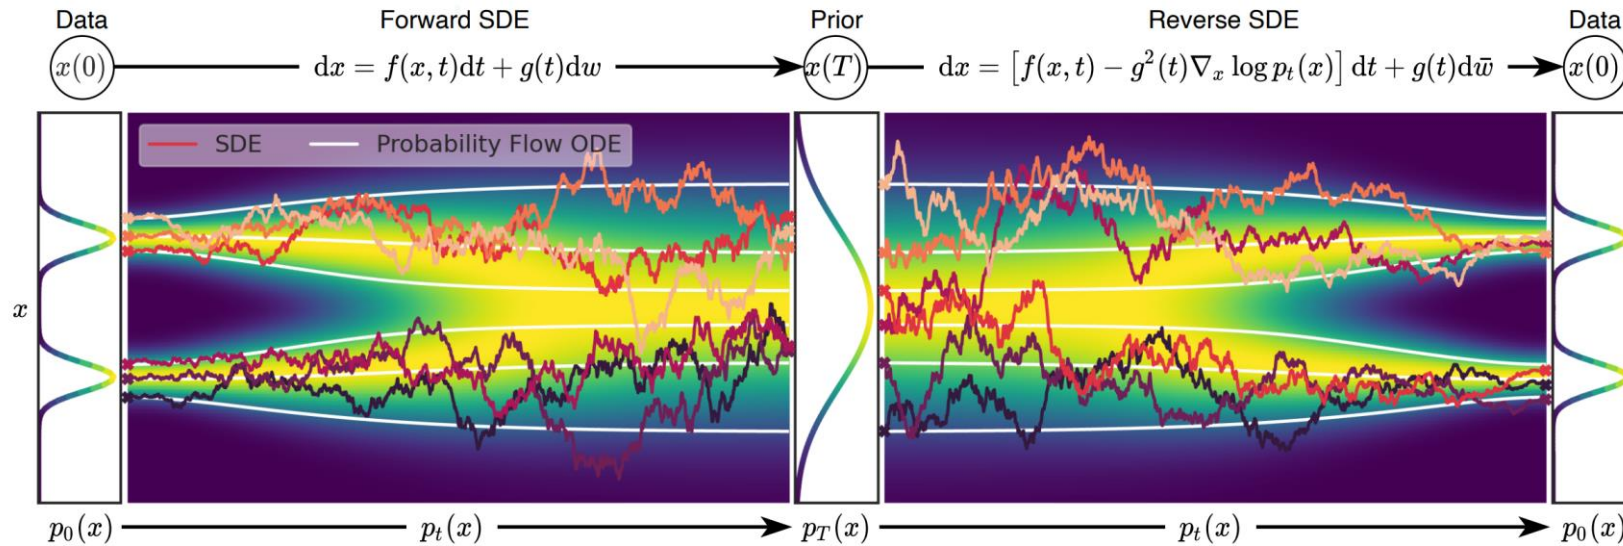 Data Forward SDE Prior Reverse SDE Data
x(0) dx = f(x, t)dt + g(t)dw x(T) dx = [f(x, t) − g²(t)∇ₓ log pₜ(x)] dt + g(t)dw̄ x(0)
SDE Probability Flow ODE
x
p₀(x) pₜ(x) p_T(x) pₜ(x) p₀(x)